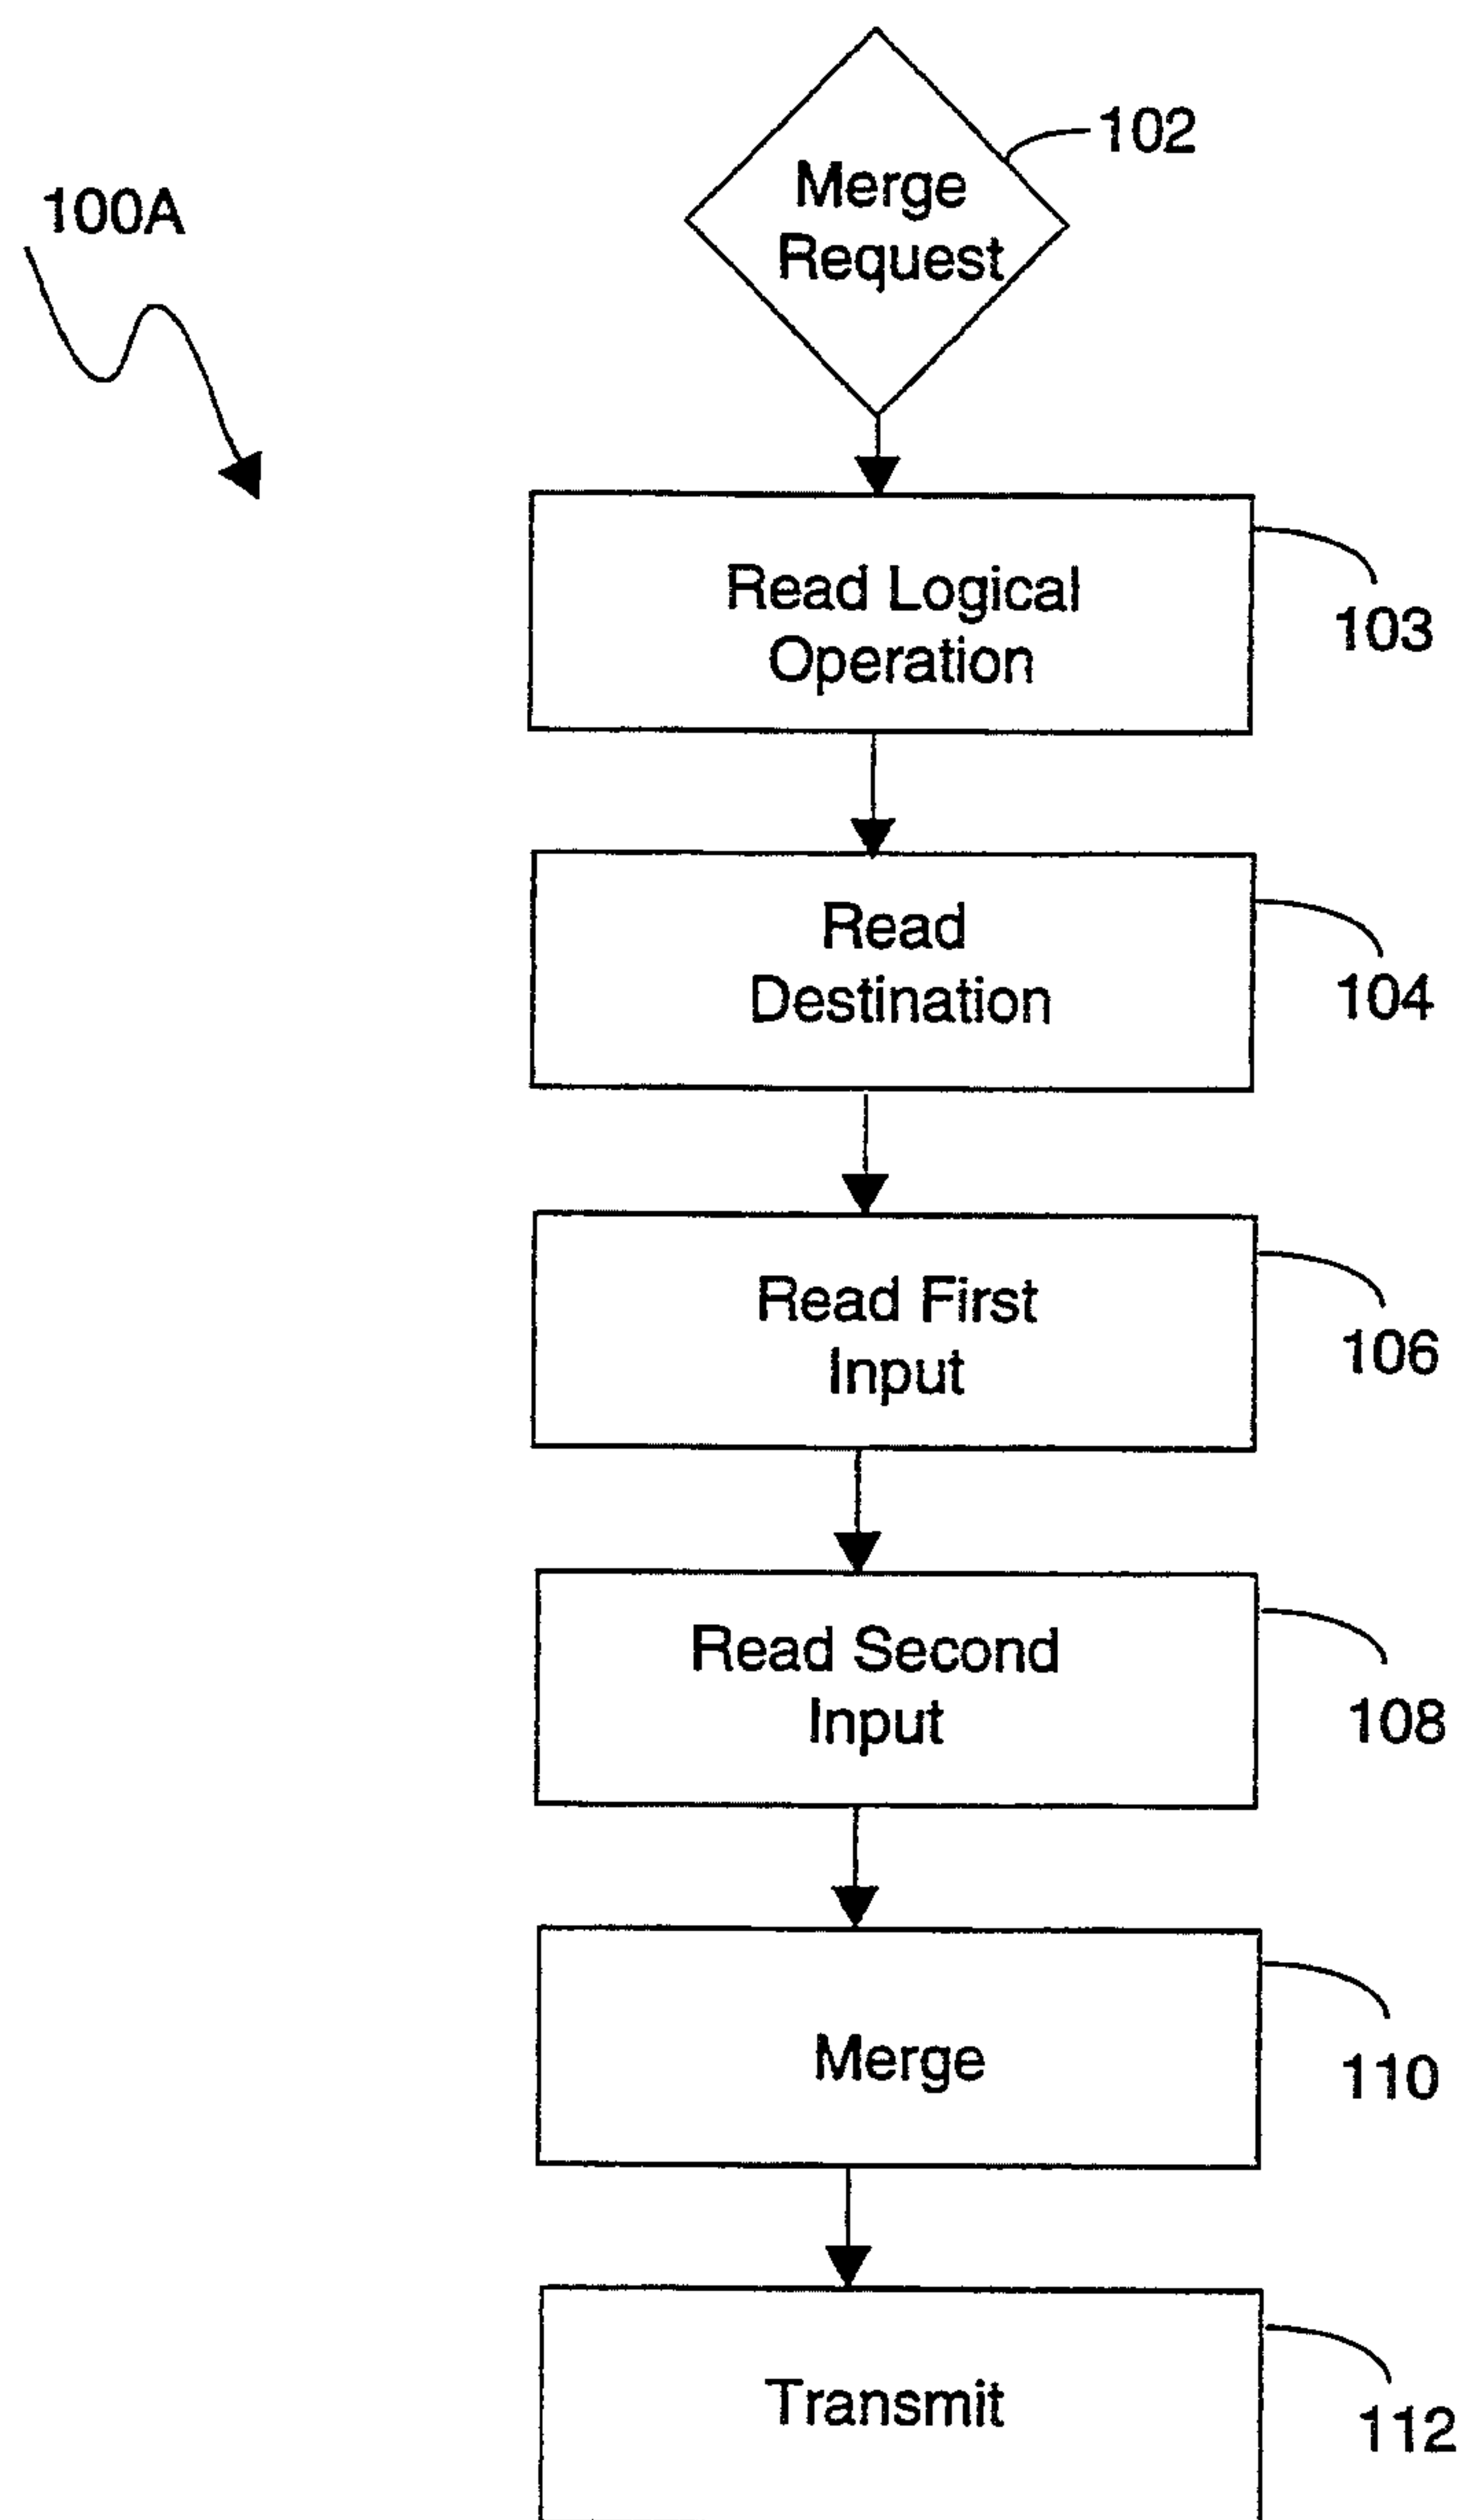 102
Merge
Request
100A
Read Logical
Operation
103
Read
Destination
104
Read First
Input
106
Read Second
Input
108
Merge
110
Transmit
112